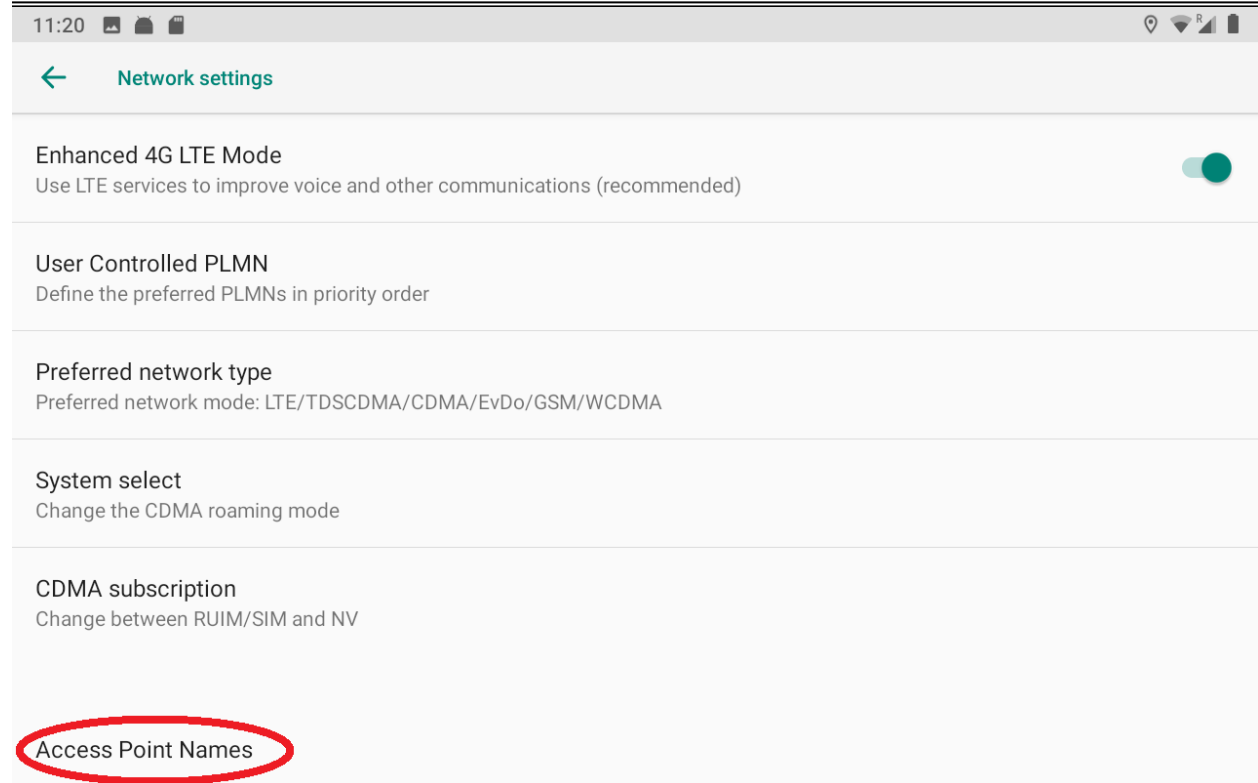 11:20
R
Network settings
Enhanced 4G LTE Mode
Use LTE services to improve voice and other communications (recommended)
User Controlled PLMN
Define the preferred PLMNs in priority order
Preferred network type
Preferred network mode: LTE/TDSCDMA/CDMA/EvDo/GSM/WCDMA
System select
Change the CDMA roaming mode
CDMA subscription
Change between RUIM/SIM and NV
Access Point Names